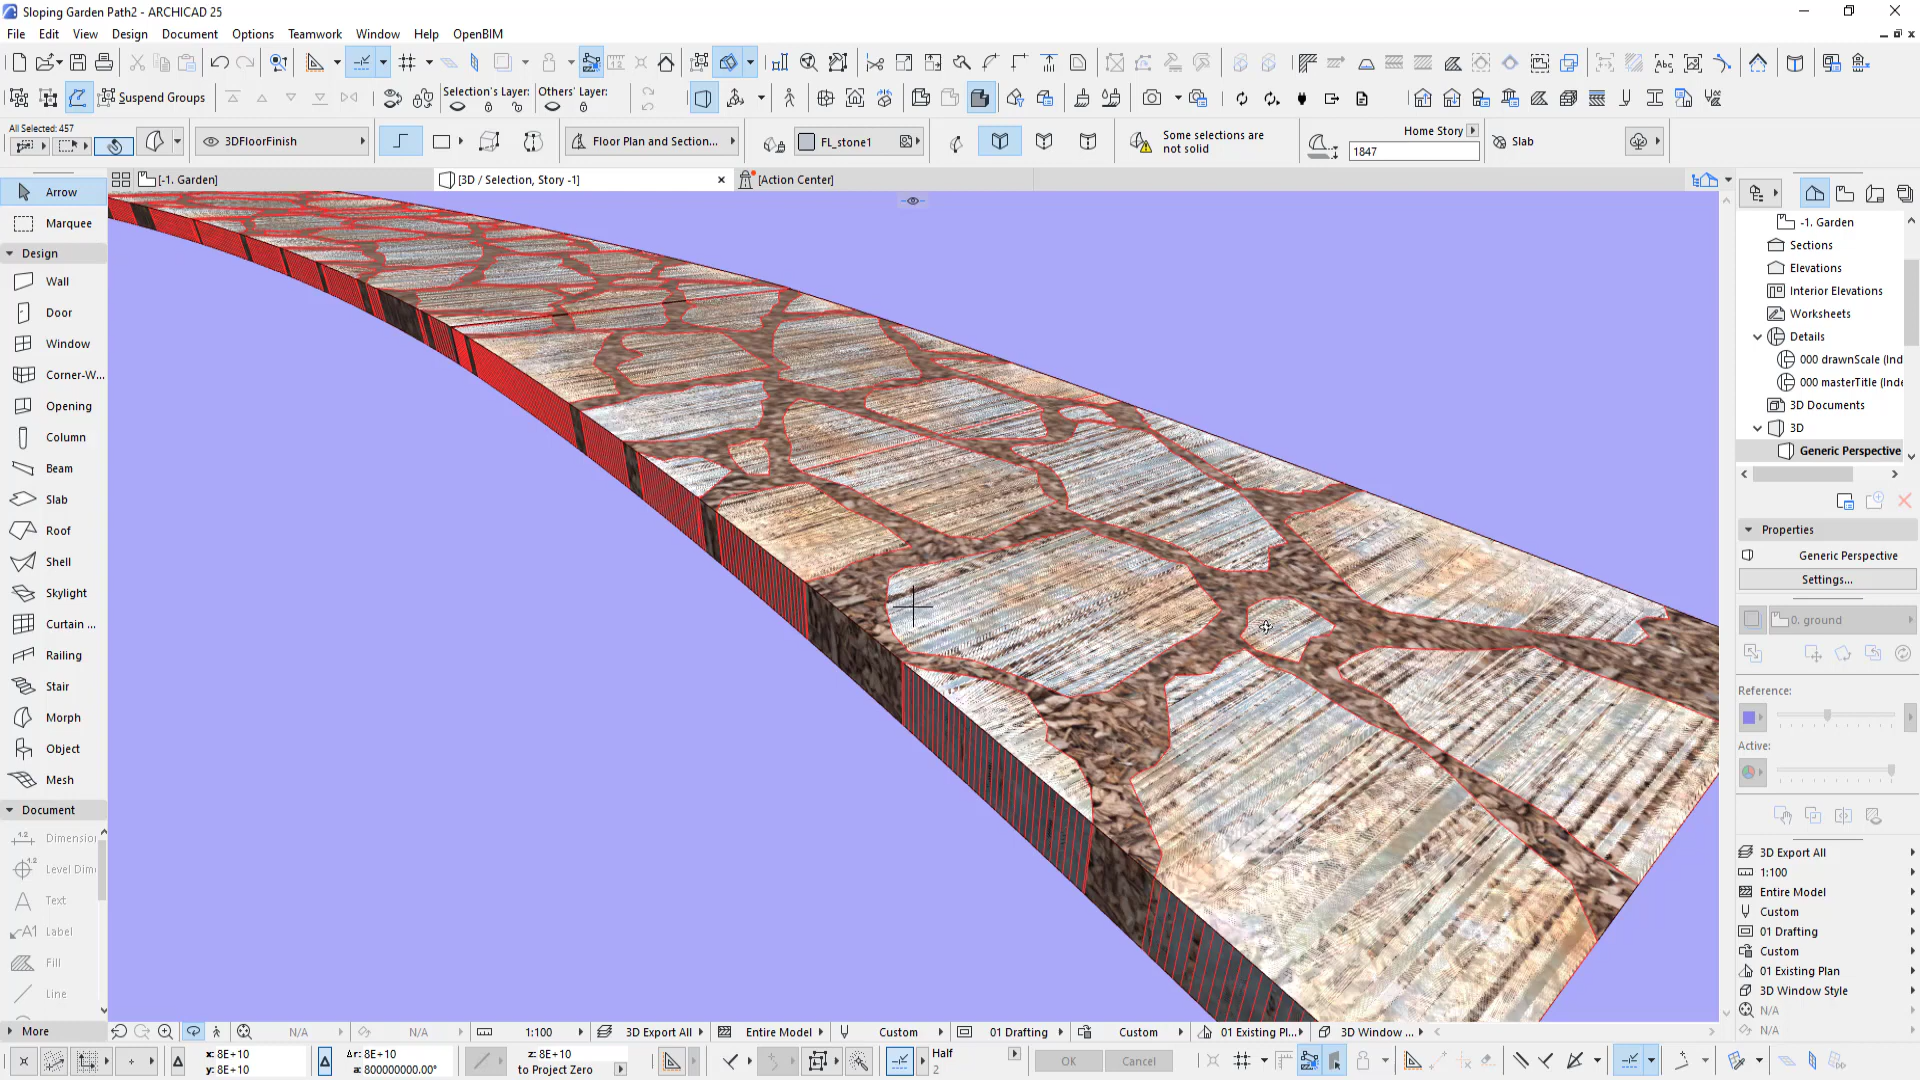 Sloping Garden Path2 - ARCHICAD 25
File Edit View Design Document Options Teamwork Window Help OpenBIM
Suspend Groups
Selection's Layer:
Others' Layer:
All Selected: 457
3DFloorFinish
Floor Plan and Section...
FL_stone1
Some selections are
not solid
Home Story
1847
Slab
[-1. Garden]
[3D / Selection, Story -1]
[Action Center]
Arrow
Marquee
Design
Wall
Door
Window
Corner-W...
Opening
Column
Beam
Slab
Roof
Shell
Skylight
Curtain ...
Railing
Stair
Morph
Object
Mesh
Document
Dimension
Level Dim
Text
Label
Fill
Line
More
-1. Garden
Sections
Elevations
Interior Elevations
Worksheets
Details
000 drawnScale (Ind
000 masterTitle (Inde
3D Documents
3D
Generic Perspective
Properties
Generic Perspective
Settings...
0. ground
Reference:
Active:
3D Export All
1:100
Entire Model
Custom
01 Drafting
Custom
01 Existing Plan
3D Window Style
N/A
N/A
N/A N/A 1:100 3D Export All Entire Model Custom 01 Drafting Custom 01 Existing Pl... 3D Window ...
x: 8E+10
y: 8E+10
Δr: 8E+10
a: 800000000.00°
z: 8E+10
to Project Zero
Half
2
OK
Cancel